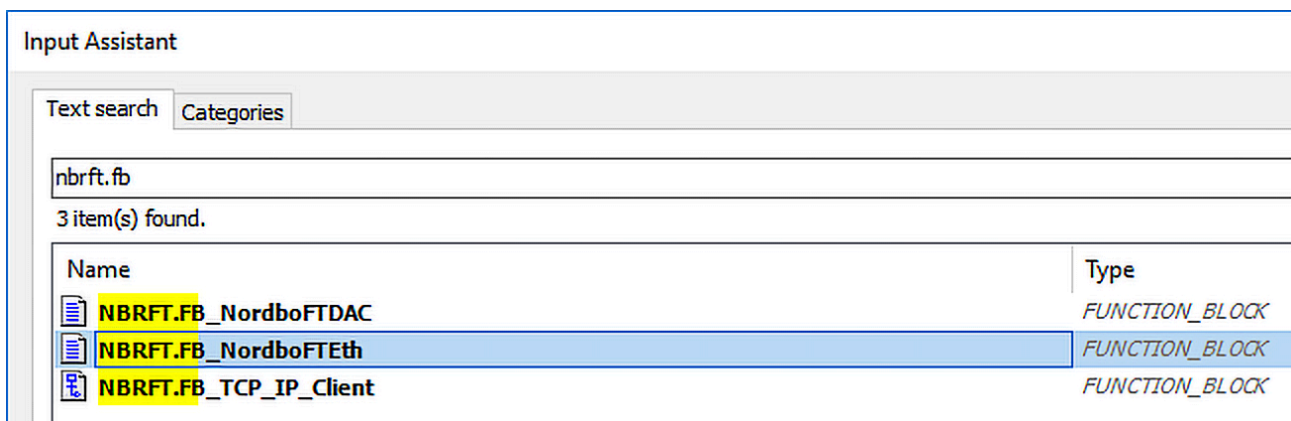 Input Assistant
Text search Categories
nbrft.fb
3 item(s) found.
Name Type
NBRFT.FB_NordboFTDAC FUNCTION_BLOCK
NBRFT.FB_NordboFTEth FUNCTION_BLOCK
NBRFT.FB_TCP_IP_Client FUNCTION_BLOCK